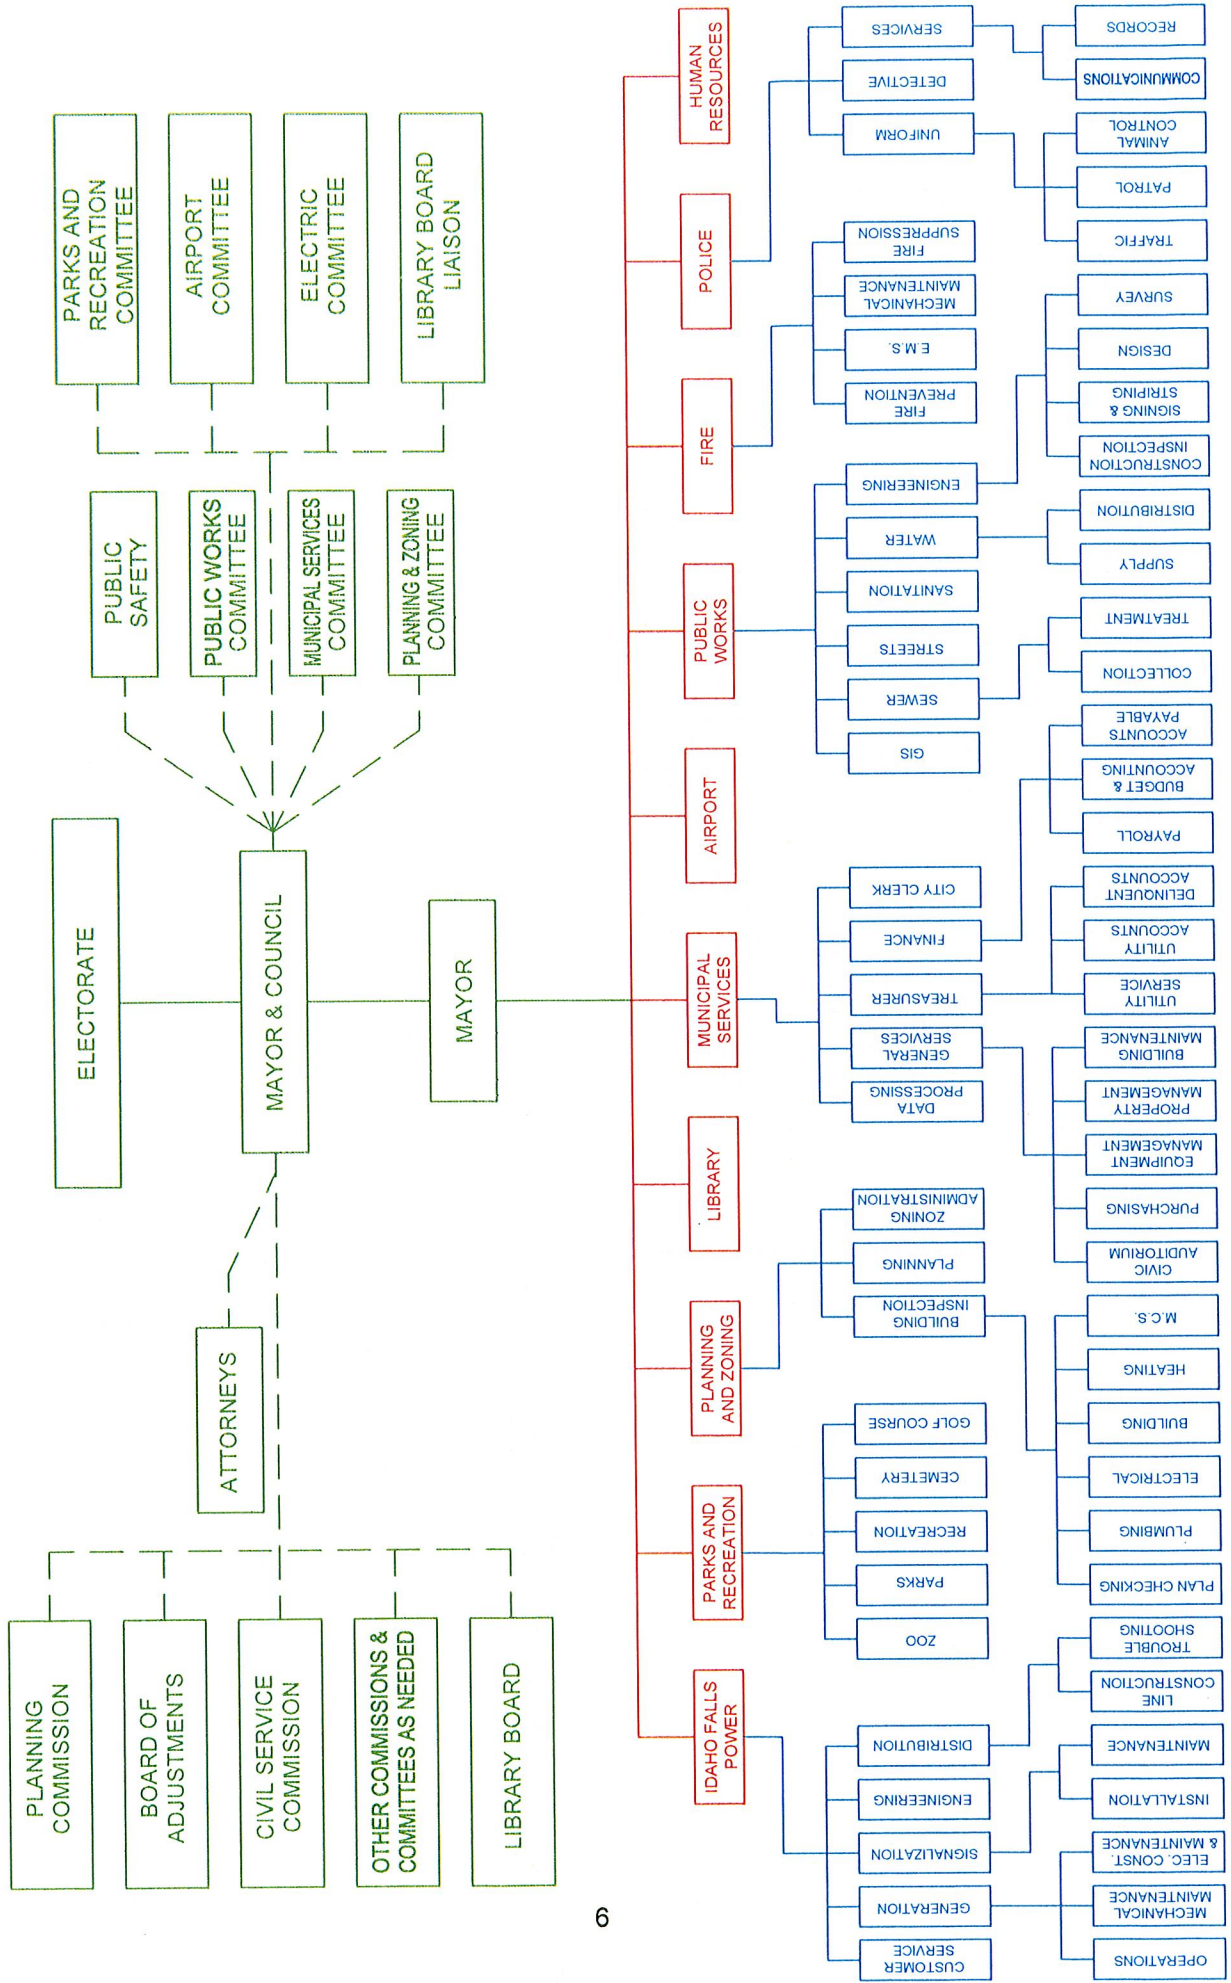 ELECTORATE
MAYOR & COUNCIL
MAYOR
ATTORNEYS
PLANNING
COMMISSION
BOARD OF
ADJUSTMENTS
CIVIL SERVICE
COMMISSION
OTHER COMMISSIONS &
COMMITTEES AS NEEDED
LIBRARY BOARD
PUBLIC
SAFETY
PUBLIC WORKS
COMMITTEE
MUNICIPAL SERVICES
COMMITTEE
PLANNING & ZONING
COMMITTEE
PARKS AND
RECREATION
COMMITTEE
AIRPORT
COMMITTEE
ELECTRIC
COMMITTEE
LIBRARY BOARD
LIAISON
IDAHO FALLS
POWER
PARKS AND
RECREATION
PLANNING
AND ZONING
LIBRARY
MUNICIPAL
SERVICES
AIRPORT
PUBLIC
WORKS
FIRE
POLICE
HUMAN
RESOURCES
CUSTOMER
SERVICE
GENERATION
SIGNALIZATION
ENGINEERING
DISTRIBUTION
ZOO
PARKS
RECREATION
CEMETERY
GOLF COURSE
BUILDING
INSPECTION
PLANNING
ZONING
ADMINISTRATION
DATA
PROCESSING
GENERAL
SERVICES
TREASURER
FINANCE
CITY CLERK
GIS
SEWER
STREETS
SANITATION
WATER
ENGINEERING
FIRE
PREVENTION
E.M.S.
MECHANICAL
MAINTENANCE
FIRE
SUPPRESSION
UNIFORM
DETECTIVE
SERVICES
OPERATIONS
MECHANICAL
MAINTENANCE
ELEC. CONST.
& MAINTENANCE
INSTALLATION
MAINTENANCE
LINE
CONSTRUCTION
TROUBLE
SHOOTING
PLAN CHECKING
PLUMBING
ELECTRICAL
BUILDING
HEATING
M.C.S.
CIVIC
AUDITORIUM
PURCHASING
EQUIPMENT
MANAGEMENT
PROPERTY
MANAGEMENT
BUILDING
MAINTENANCE
UTILITY
SERVICE
UTILITY
ACCOUNTS
DELINQUENT
ACCOUNTS
PAYROLL
BUDGET &
ACCOUNTING
ACCOUNTS
PAYABLE
COLLECTION
TREATMENT
SUPPLY
DISTRIBUTION
CONSTRUCTION
INSPECTION
SIGNING &
STRIPING
DESIGN
SURVEY
TRAFFIC
PATROL
ANIMAL
CONTROL
COMMUNICATIONS
RECORDS
6